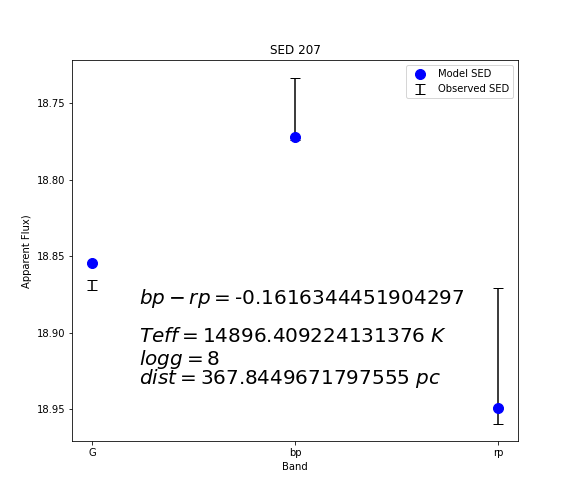 SED 207
Model SED
Observed SED
18.75
18.80
18.85
18.90
18.95
Apparent Flux)
bp − rp = -0.1616344451904297
Teff = 14896.409224131376 K
logg = 8
dist = 367.8449671797555 pc
G
bp
rp
Band